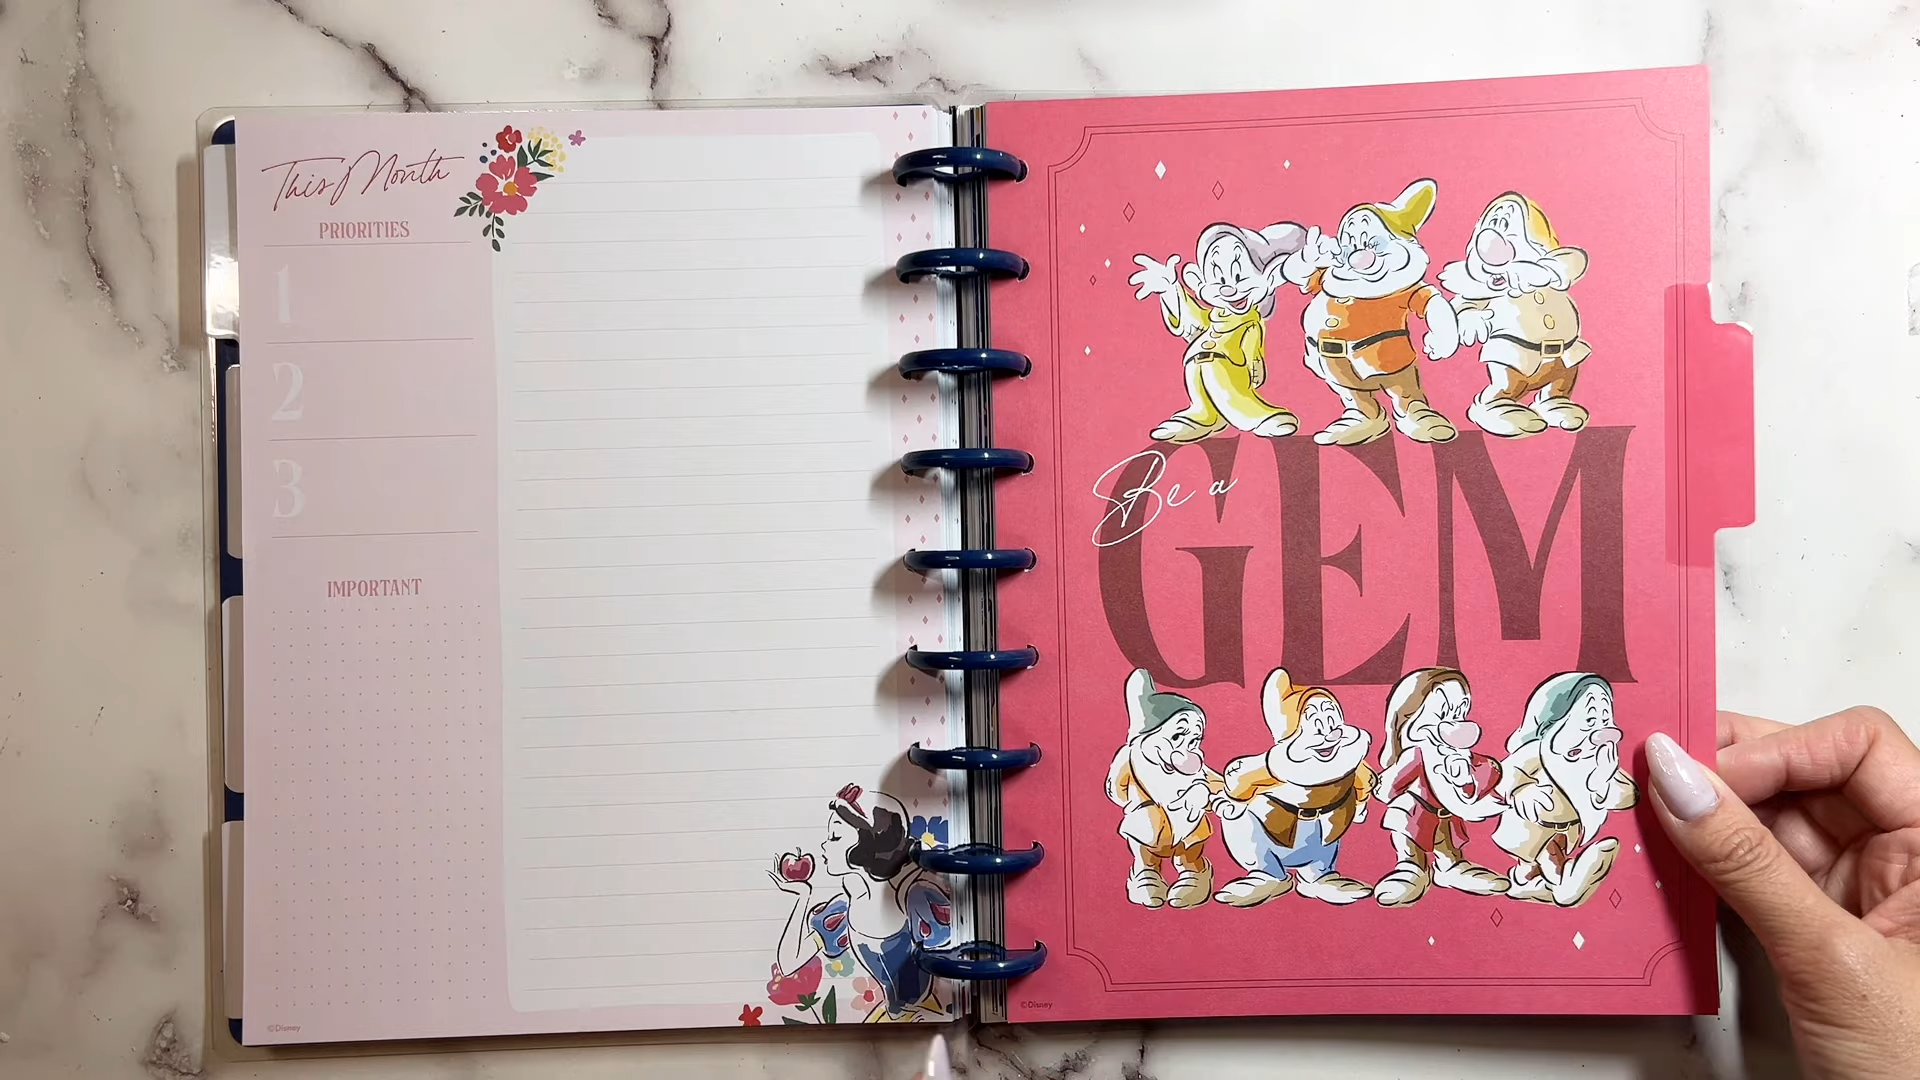 This Month
PRIORITIES
1
2
3
IMPORTANT
©Disney
Be a
GEM
©Disney